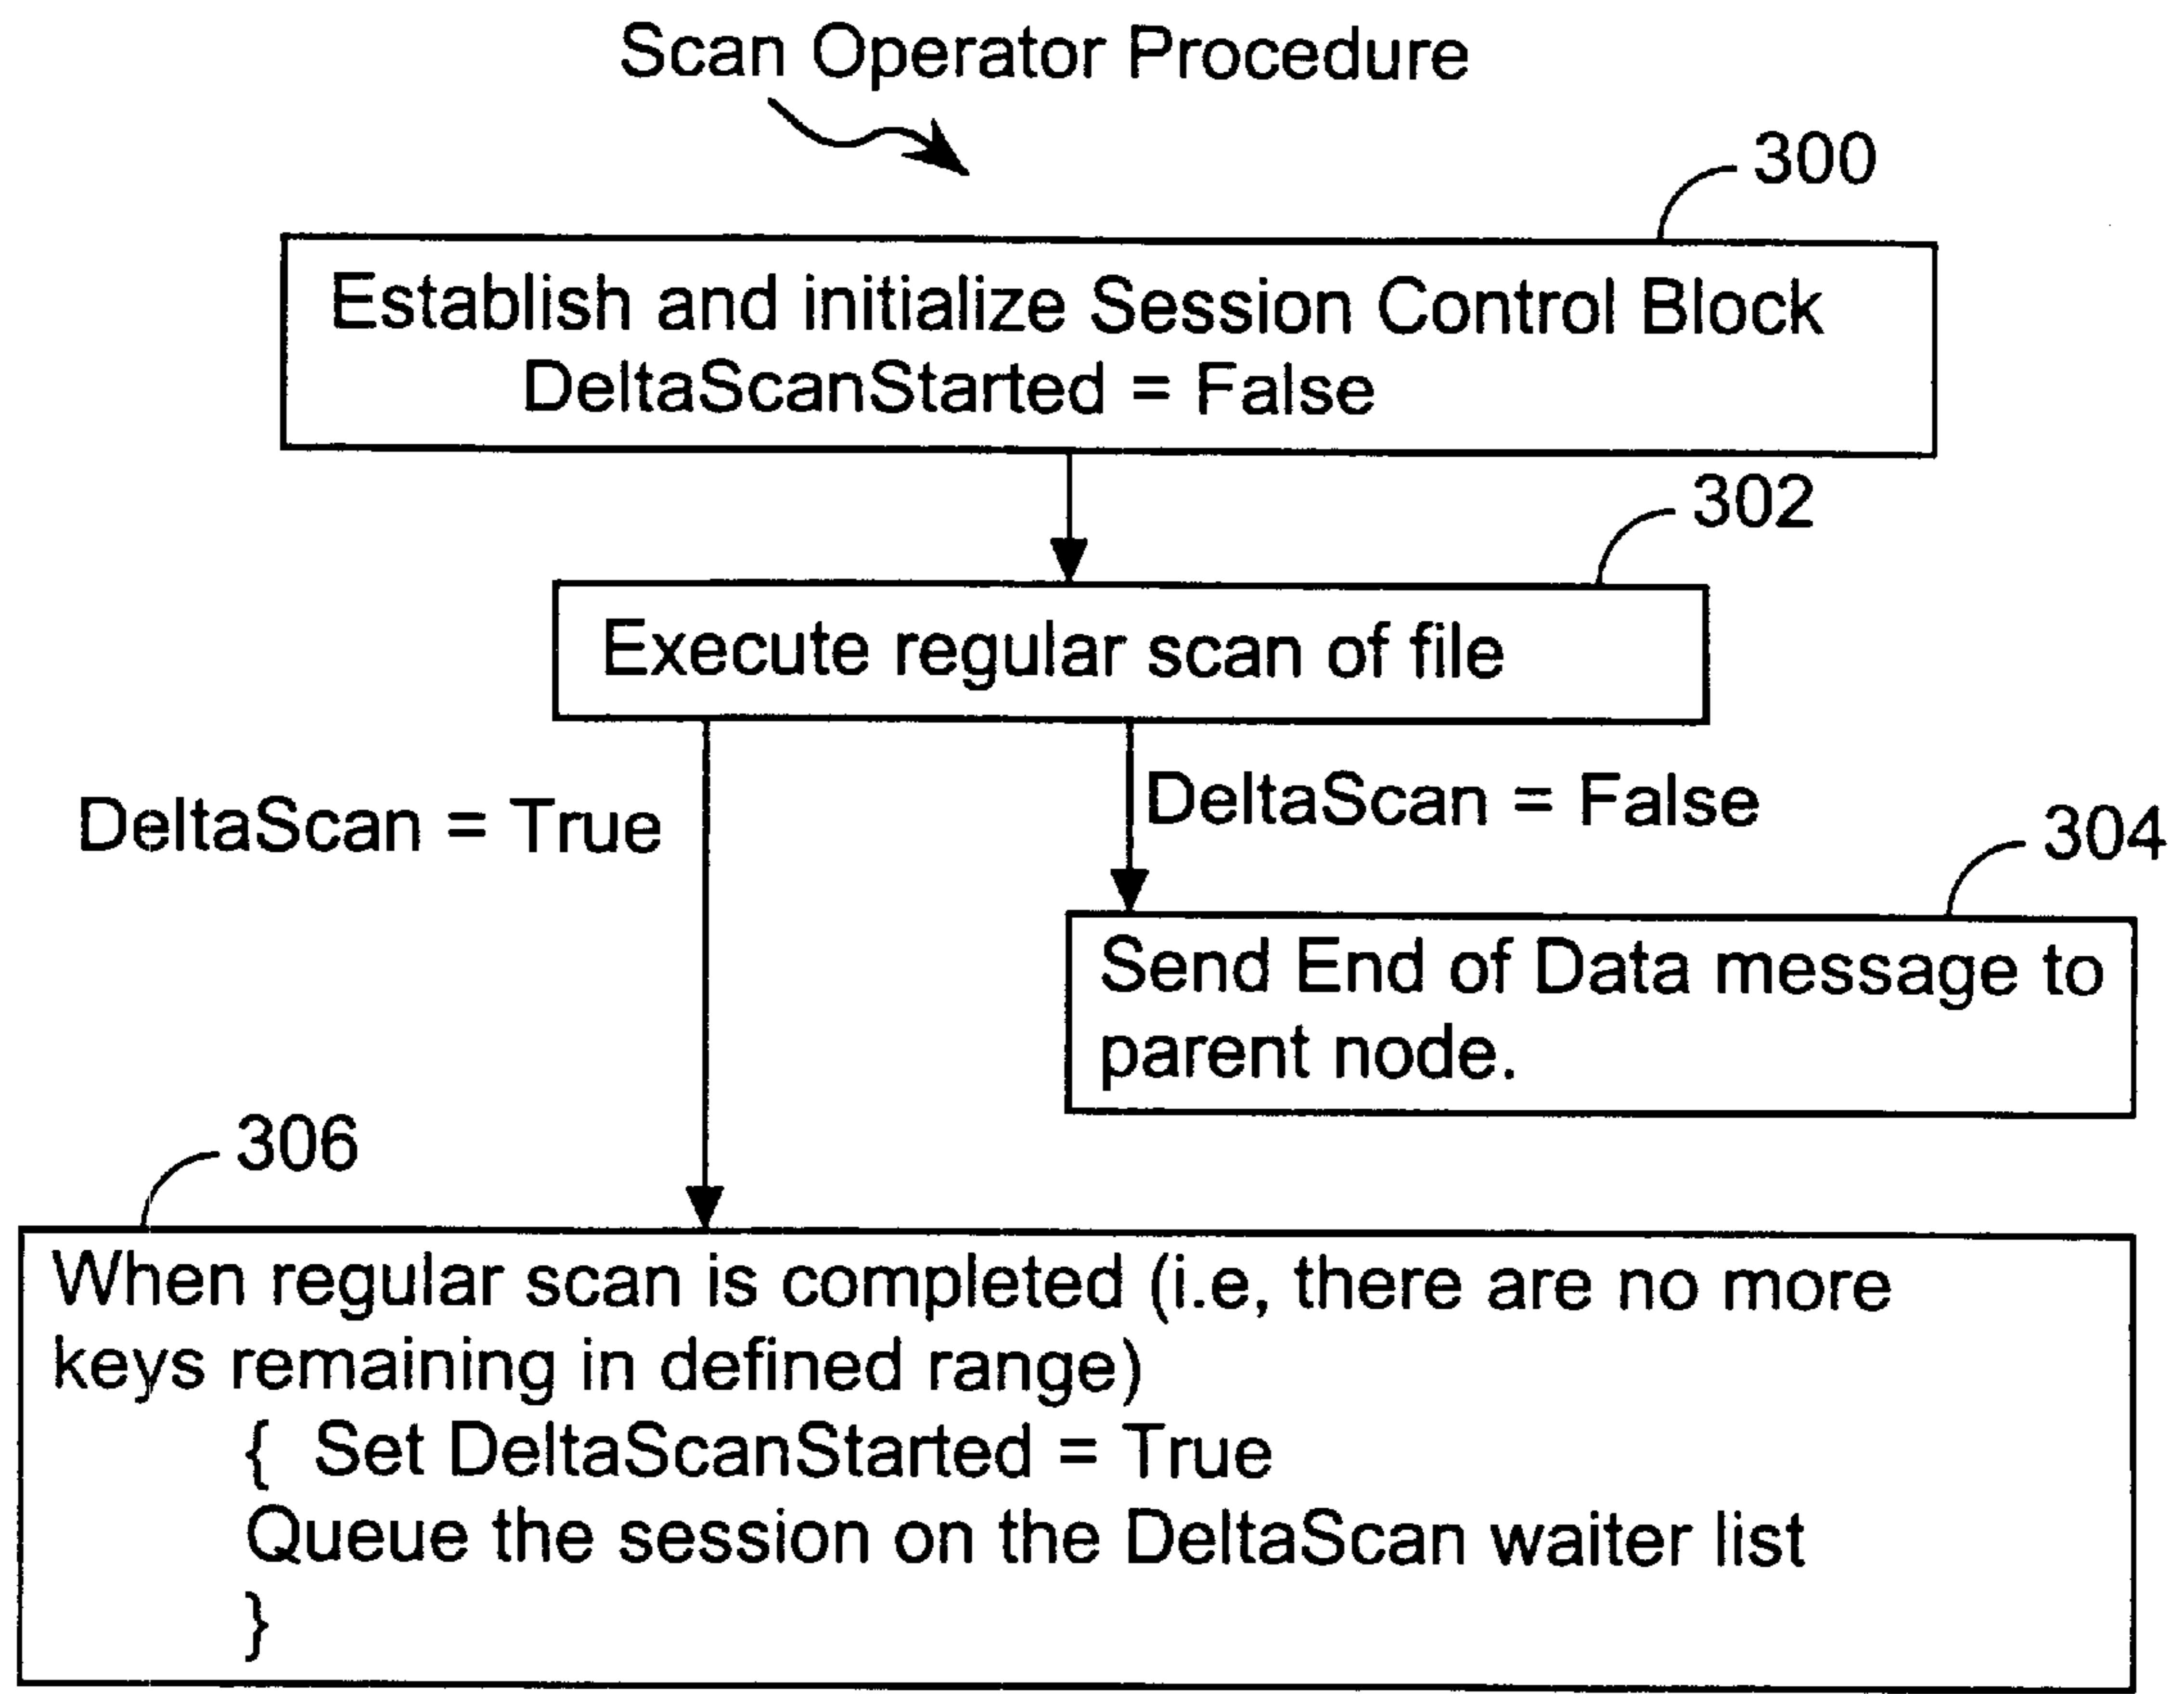 Scan Operator Procedure
300
Establish and initialize Session Control Block
DeltaScanStarted = False
302
Execute regular scan of file
DeltaScan = True
DeltaScan = False
304
Send End of Data message to
parent node.
306
When regular scan is completed (i.e, there are no more
keys remaining in defined range)
{ Set DeltaScanStarted = True
Queue the session on the DeltaScan waiter list
}